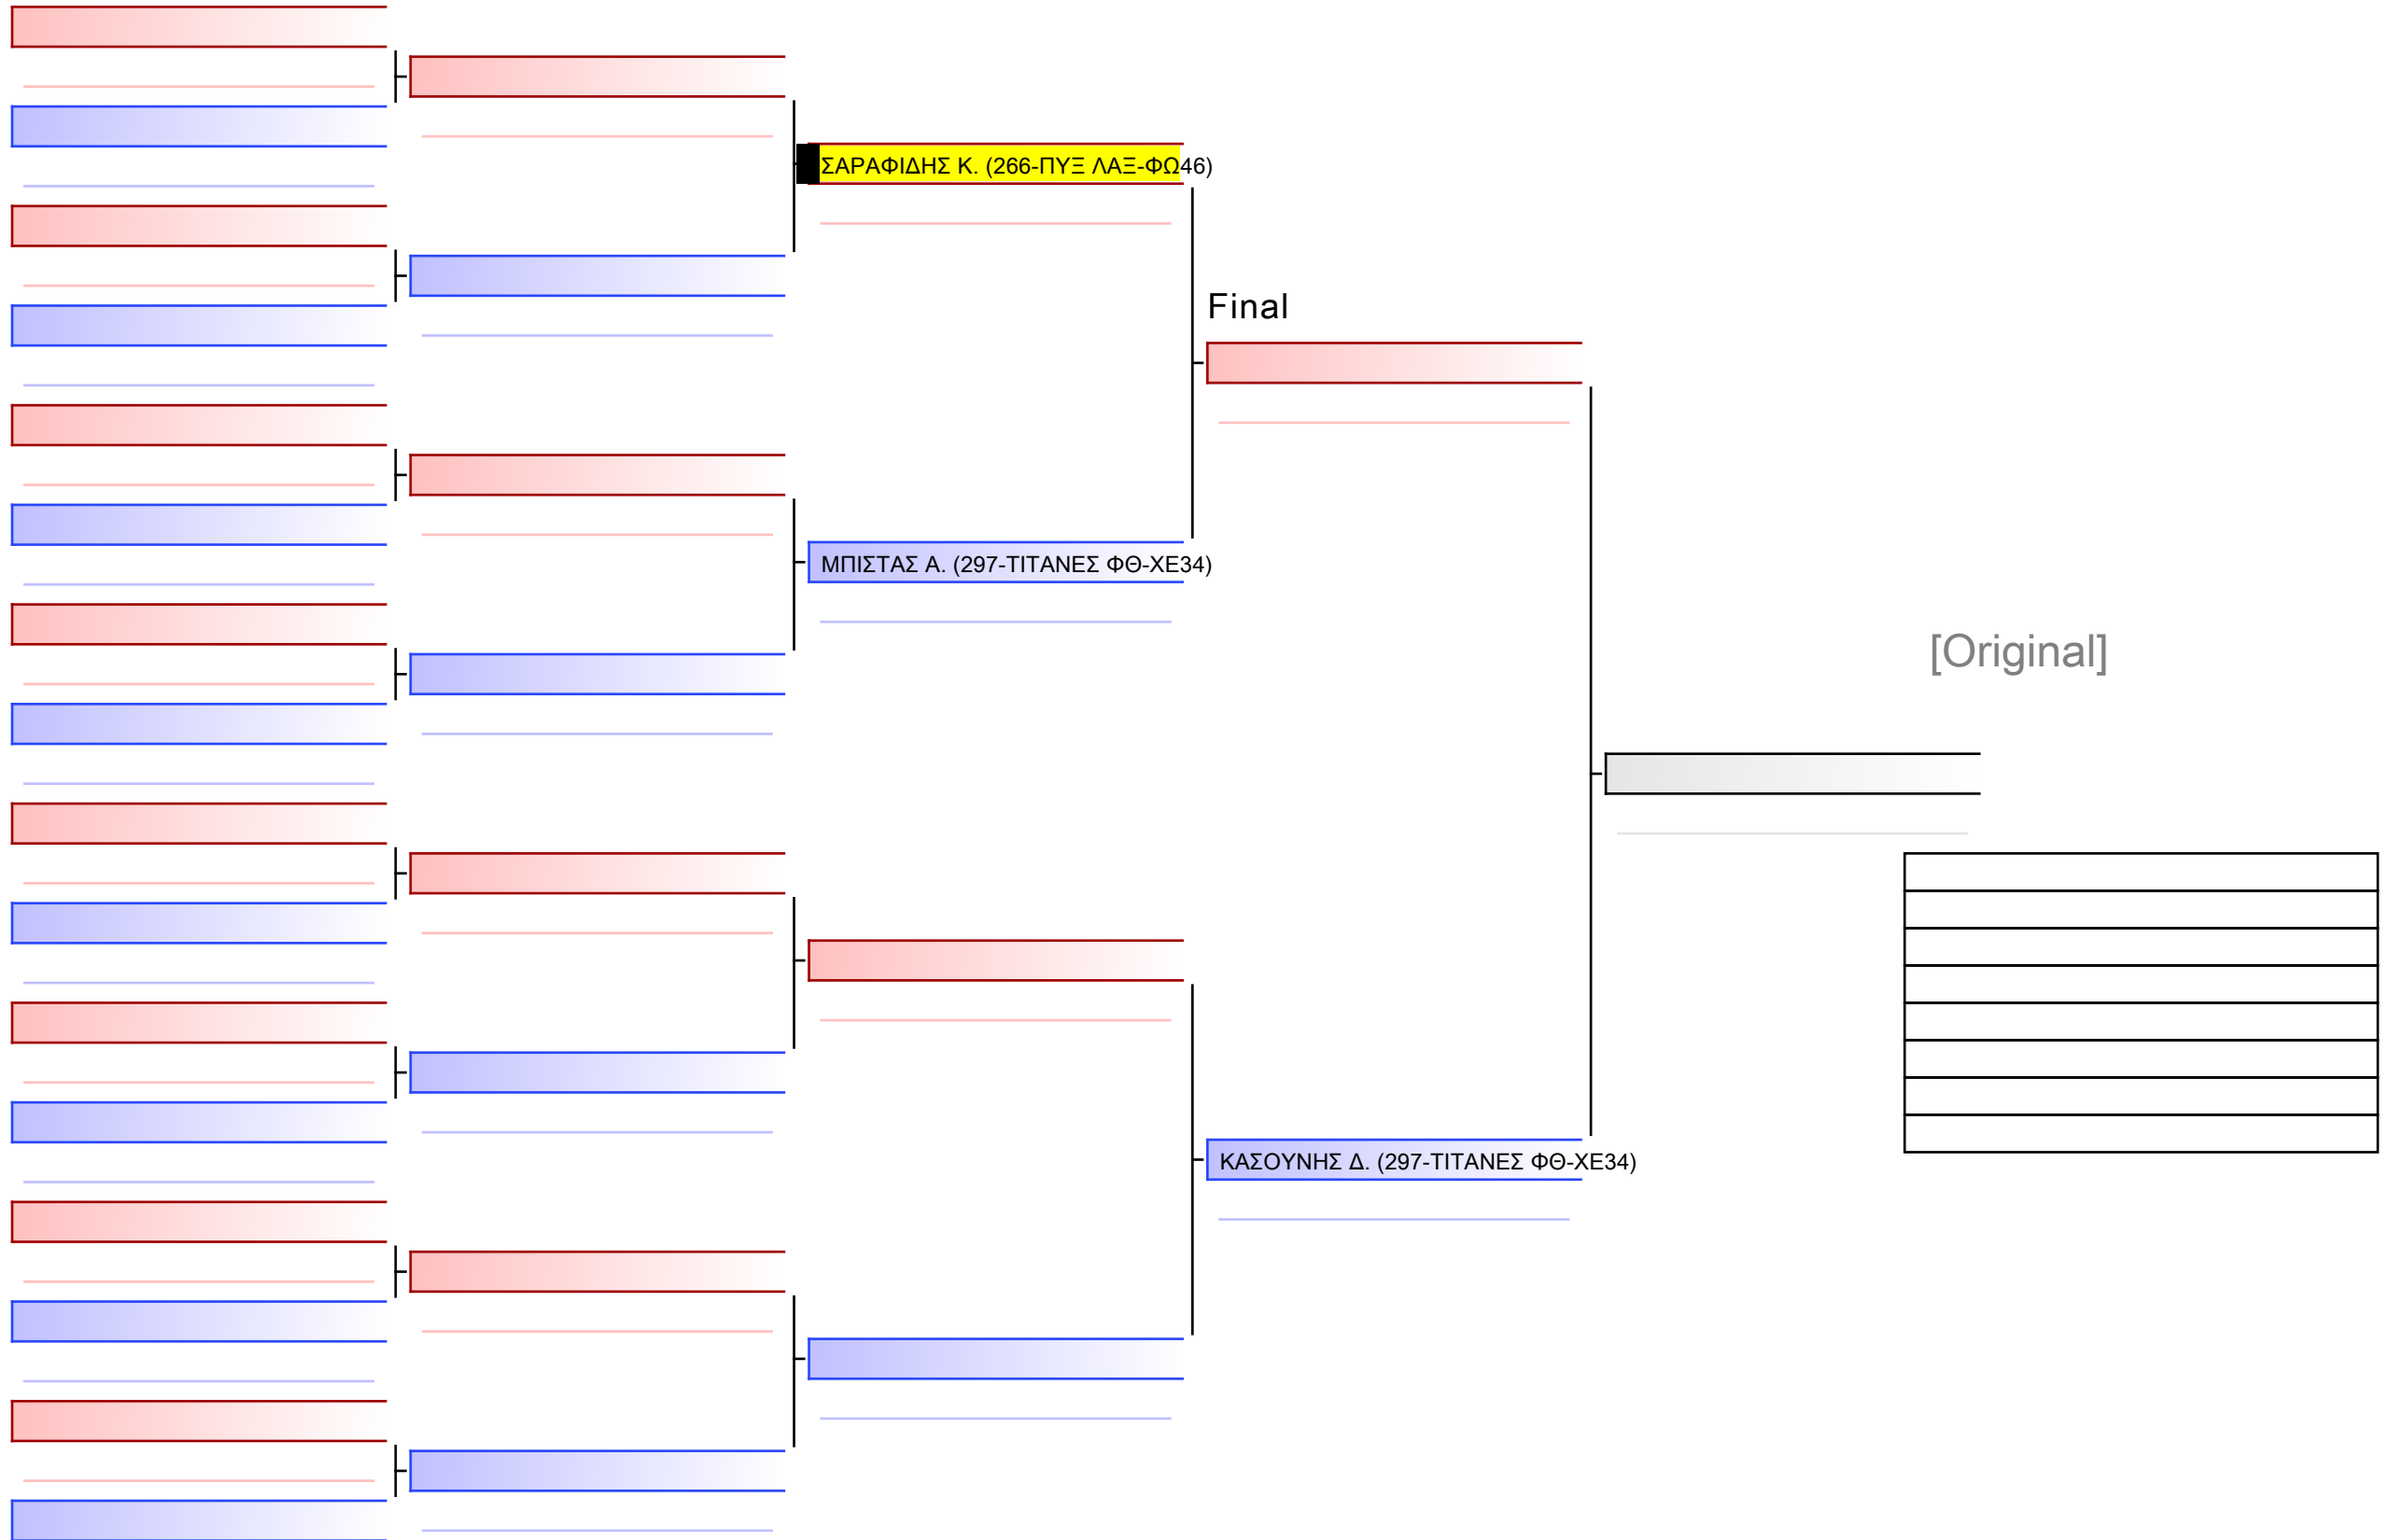 ΣΑΡΑΦΙΔΗΣ Κ. (266-ΠΥΞ ΛΑΞ-ΦΩ46)
Final
ΜΠΙΣΤΑΣ Α. (297-ΤΙΤΑΝΕΣ ΦΘ-ΧΕ34)
[Original]
ΚΑΣΟΥΝΗΣ Δ. (297-ΤΙΤΑΝΕΣ ΦΘ-ΧΕ34)